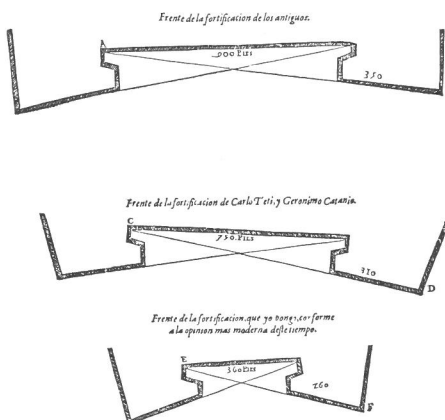 Frente de la fortificacion de los antiguos.
A
900 Pies
350
Frente de la fortificacion de Carlo Teti, y Geronimo Catanio.
C
750. Pies
310
D
Frente de la fortificacion, que yo pongo, conforme
a la opinion mas moderna deste tiempo.
E
360 Pies
260
F